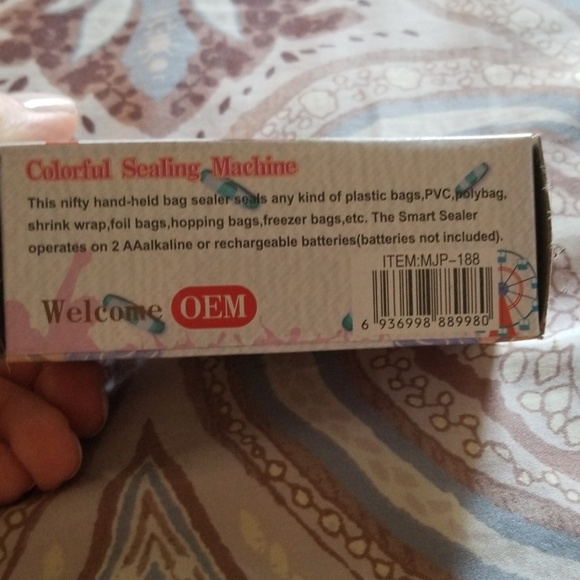 Colorful Sealing Machine
This nifty hand-held bag sealer seals any kind of plastic bags,PVC,polybag,
shrink wrap,foil bags,hopping bags,freezer bags,etc. The Smart Sealer
operates on 2 AAalkaline or rechargeable batteries(batteries not included).
ITEM:MJP-188
Welcome OEM
6 936998 889980